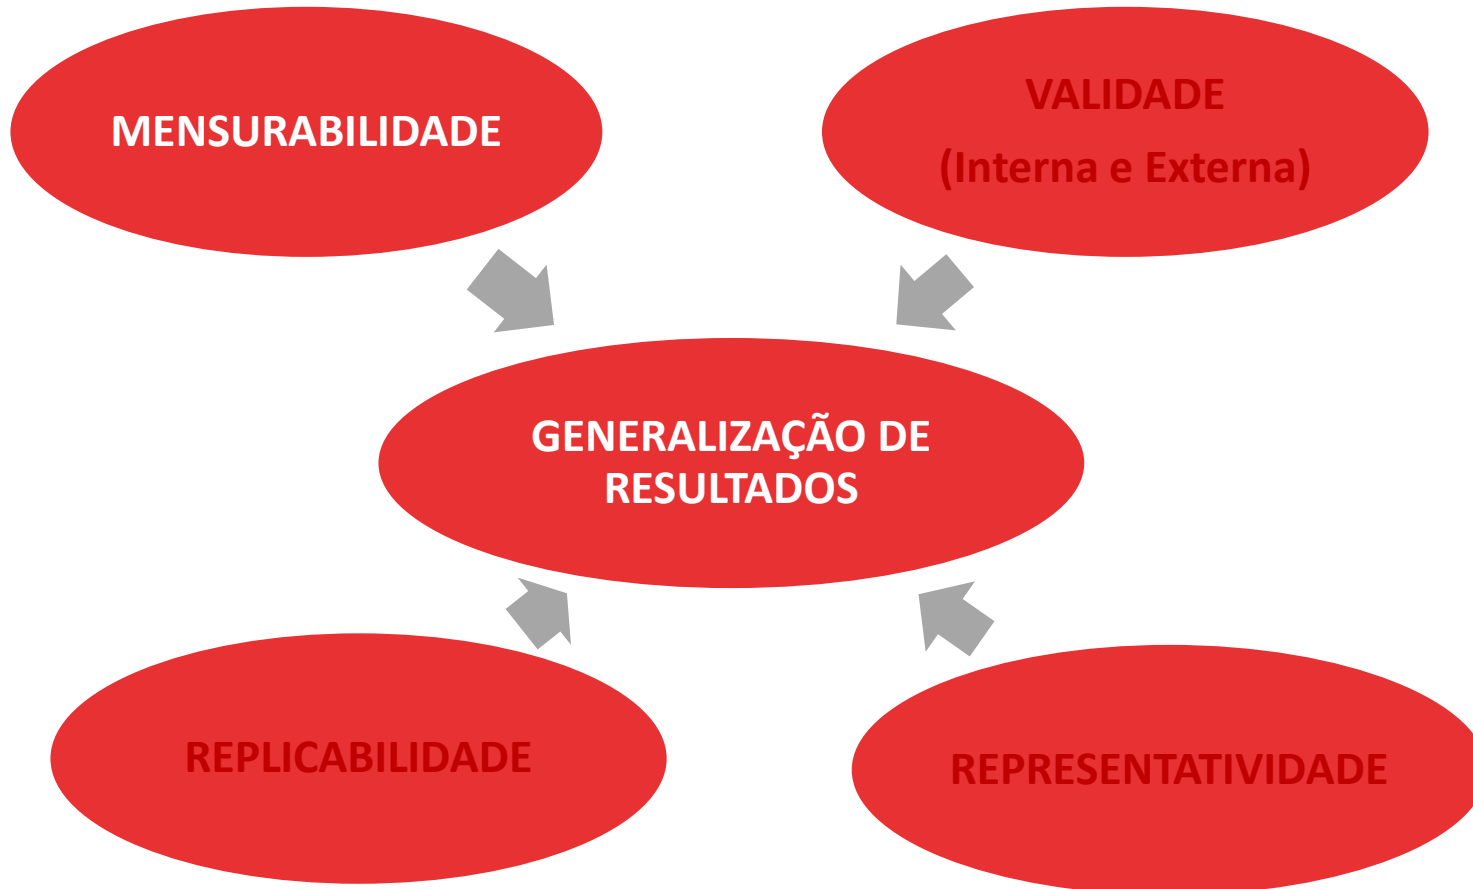 MENSURABILIDADE
VALIDADE
(Interna e Externa)
GENERALIZAÇÃO DE
RESULTADOS
REPLICABILIDADE
REPRESENTATIVIDADE